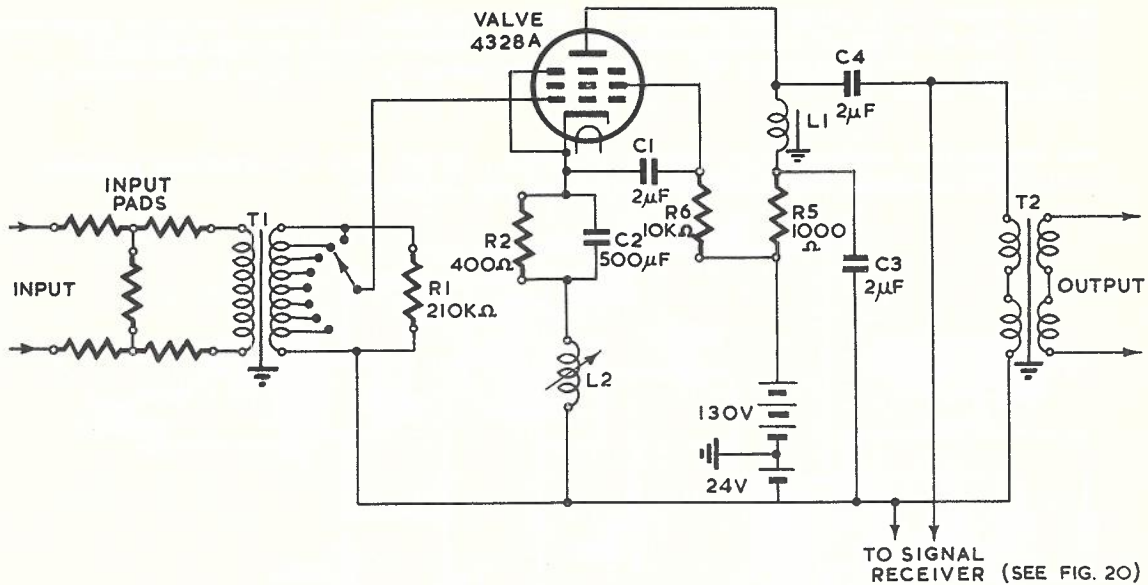 VALVE
4328A
C4
2μF
L1
C1
2μF
INPUT
PADS
T1
R6
10KΩ
R5
1000
Ω
T2
R2
400Ω
C2
500μF
C3
2μF
INPUT
R1
210KΩ
OUTPUT
L2
130V
24V
TO SIGNAL
RECEIVER (SEE FIG. 20)